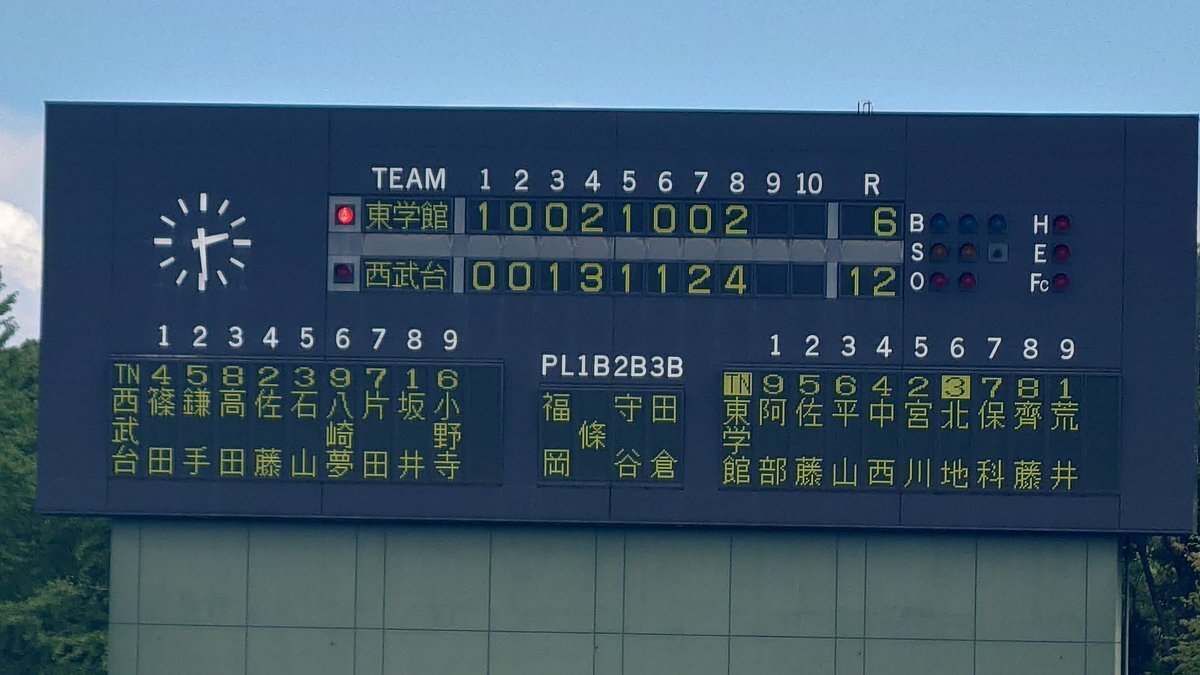 TEAM 1 2 3 4 5 6 7 8 9 10 R
東学館 1 0 0 2 1 0 0 2 6 B H
S E
西武台 0 0 1 3 1 1 2 4 12 O Fc
1 2 3 4 5 6 7 8 9
TN 4 5 8 2 3 9 7 1 6
西武台 篠田 鎌手 高田 佐藤 石山 八崎夢 片田 坂井 小野寺
PL 1B 2B 3B
福岡 條 守谷 田倉
1 2 3 4 5 6 7 8 9
TN 9 5 6 4 2 3 7 8 1
東学館 阿部 佐藤 平山 中西 宮川 北地 保科 齊藤 荒井